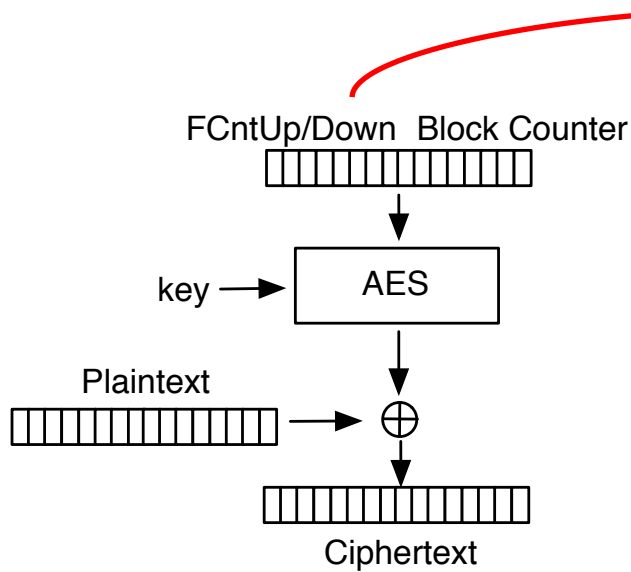 FCntUp/Down Block Counter
AES
key
Plaintext
Ciphertext